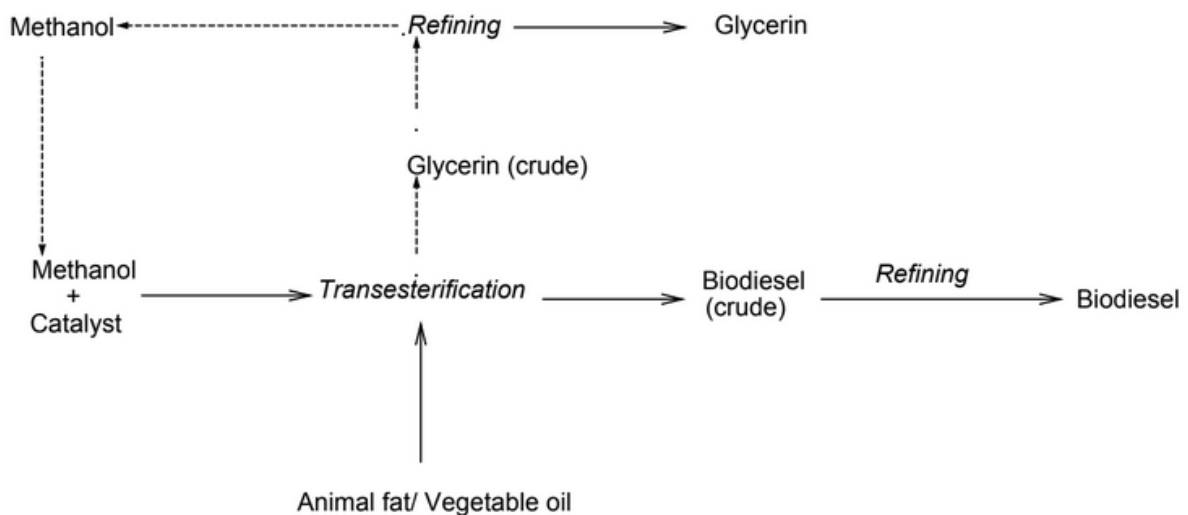 Methanol
Refining
Glycerin
Glycerin (crude)
Methanol
+
Catalyst
Transesterification
Biodiesel
(crude)
Refining
Biodiesel
Animal fat/ Vegetable oil